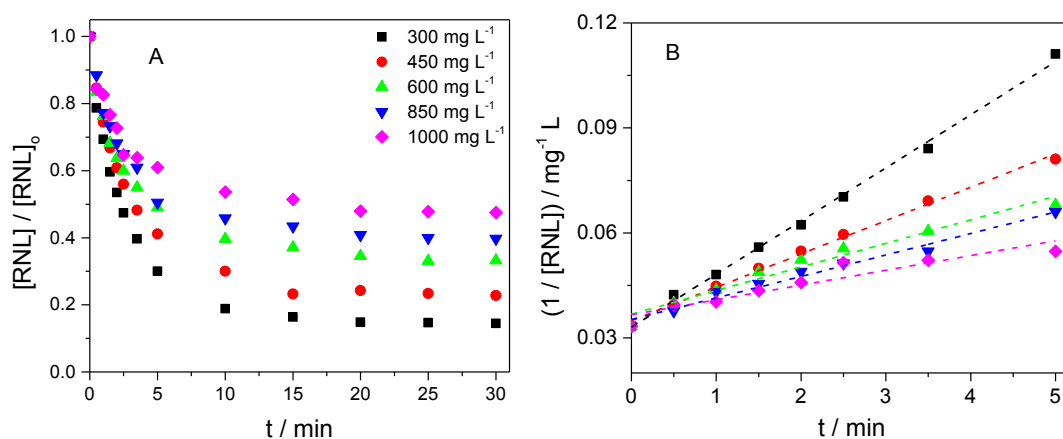 A
300 mg L⁻¹
450 mg L⁻¹
600 mg L⁻¹
850 mg L⁻¹
1000 mg L⁻¹
[RNL] / [RNL]o
1.0
0.8
0.6
0.4
0.2
0.0
0 5 10 15 20 25 30
t / min
B
(1 / [RNL]) / mg⁻¹ L
0.12
0.09
0.06
0.03
0 1 2 3 4 5
t / min